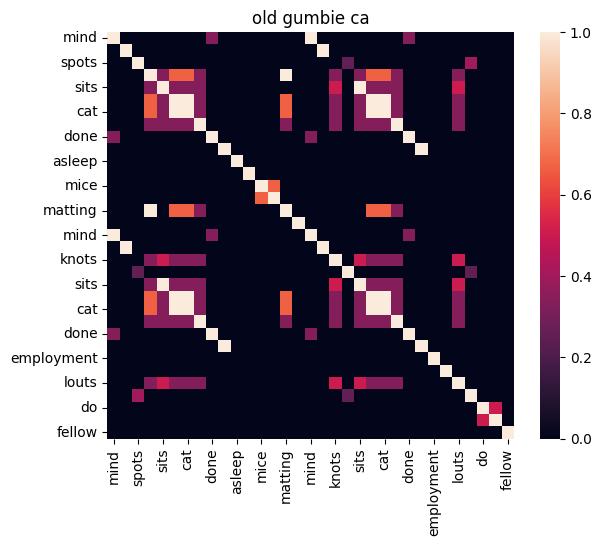 old gumbie ca
mind
spots
sits
cat
done
asleep
mice
matting
mind
knots
sits
cat
done
employment
louts
do
fellow
mind
spots
sits
cat
done
asleep
mice
matting
mind
knots
sits
cat
done
employment
louts
do
fellow
1.0
0.8
0.6
0.4
0.2
0.0